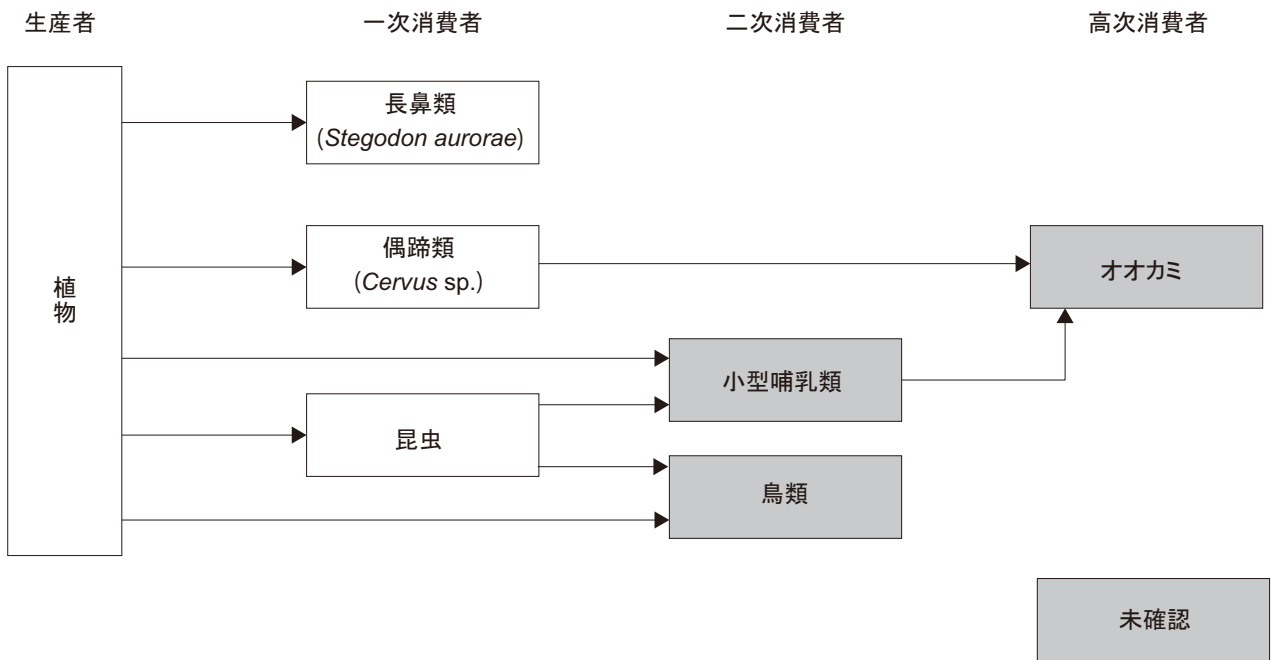 生産者
一次消費者
二次消費者
高次消費者
植物
長鼻類
(Stegodon aurorae)
偶蹄類
(Cervus sp.)
オオカミ
小型哺乳類
昆虫
鳥類
未確認